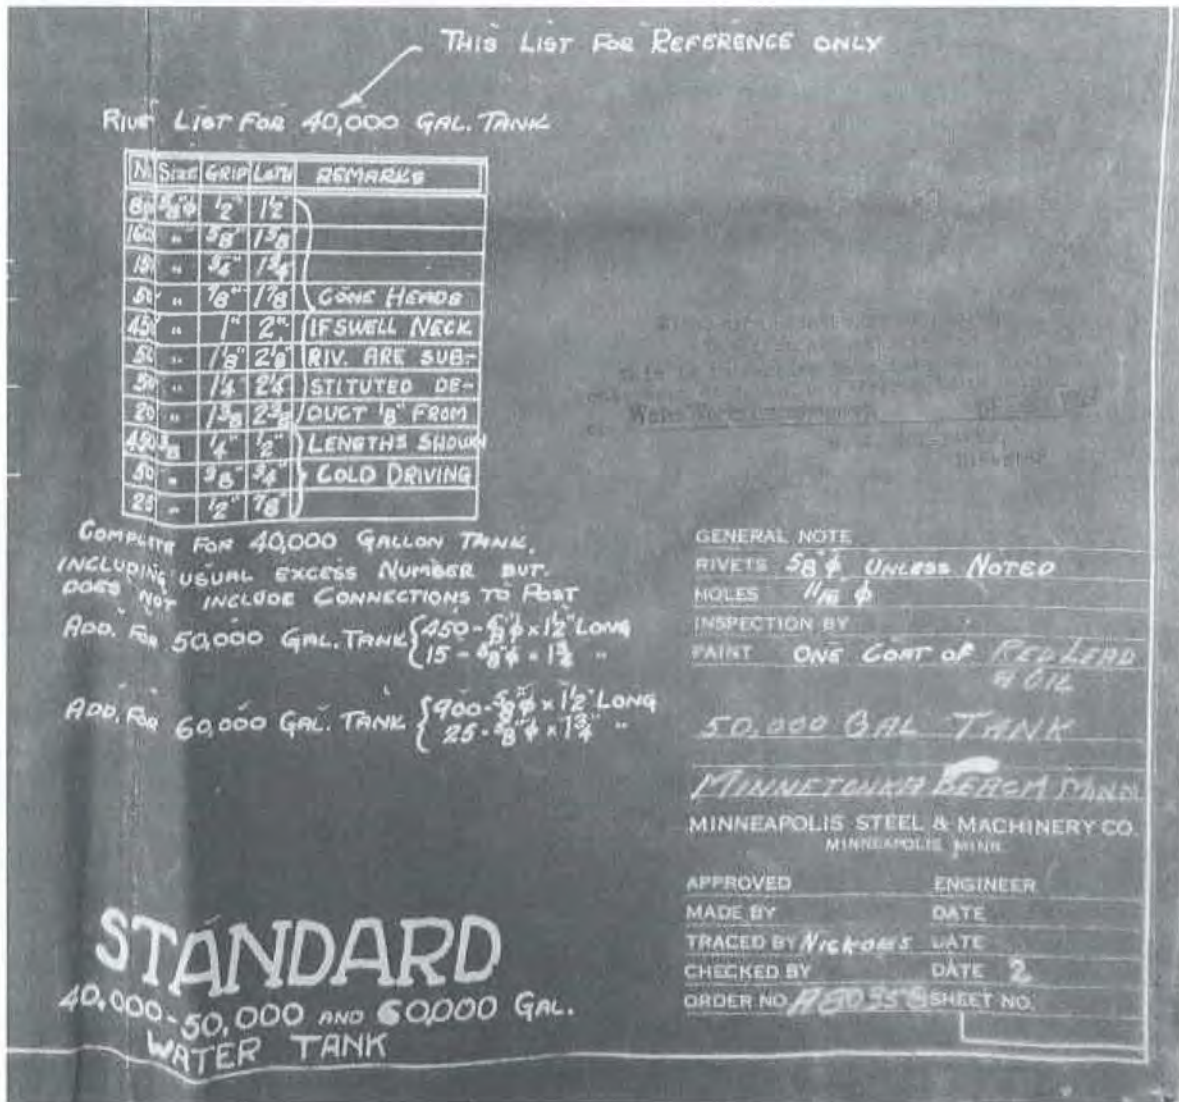 THIS LIST FOR REFERENCE ONLY
RIVET LIST FOR 40,000 GAL. TANK
No. SIZE GRIP LGTH REMARKS
5/8"ϕ 1/2" 1 1/2"
" 5/8" 1 5/8"
" 3/4" 1 3/4"
50 " 7/8" 1 7/8" CONE HEADS
450 " 1" 2" IF SWELL NECK
50 " 1 1/8" 2 1/8" RIV. ARE SUB-
50 " 1 1/4" 2 1/4" STITUTED DE-
20 " 1 3/8" 2 3/8" DUCT 1/8" FROM
450 3/8 1/4" 1/2" LENGTHS SHOWN
50 " 3/8" 3/4" COLD DRIVING
25 " 1/2" 7/8"
COMPLETE FOR 40,000 GALLON TANK.
INCLUDING USUAL EXCESS NUMBER BUT.
DOES NOT INCLUDE CONNECTIONS TO POST
ADD. FOR 50,000 GAL. TANK { 450 - 5/8"ϕ x 1 1/2" LONG
15 - 5/8"ϕ x 1 3/4 "
ADD. FOR 60,000 GAL. TANK { 900 - 5/8"ϕ x 1 1/2" LONG
25 - 5/8"ϕ x 1 3/4" "
STANDARD
40,000 - 50,000 AND 60,000 GAL.
WATER TANK
GENERAL NOTE
RIVETS 5/8"ϕ UNLESS NOTED
HOLES 11/16 ϕ
INSPECTION BY
PAINT ONE COAT OF RED LEAD
& OIL
50,000 GAL TANK
MINNETONKA BEACH MINN
MINNEAPOLIS STEEL & MACHINERY CO.
MINNEAPOLIS MINN.
APPROVED ENGINEER
MADE BY DATE
TRACED BY DATE
CHECKED BY DATE 2
ORDER NO. SHEET NO.